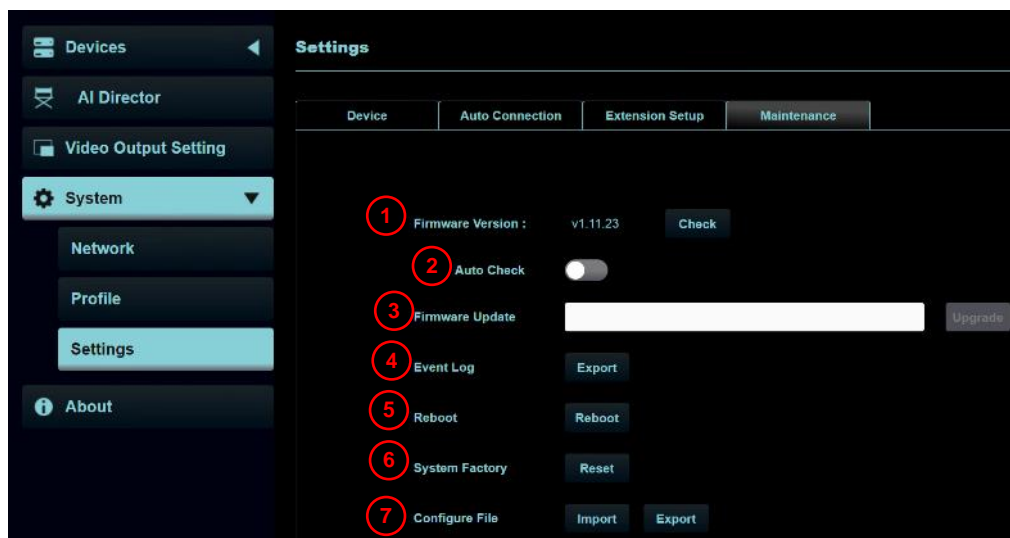 Devices
Settings
AI Director
Device Auto Connection Extension Setup Maintenance
Video Output Setting
System
1 Firmware Version : v1.11.23 Check
Network
2 Auto Check
Profile
3 Firmware Update Upgrade
Settings
4 Event Log Export
About
5 Reboot Reboot
6 System Factory Reset
7 Configure File Import Export